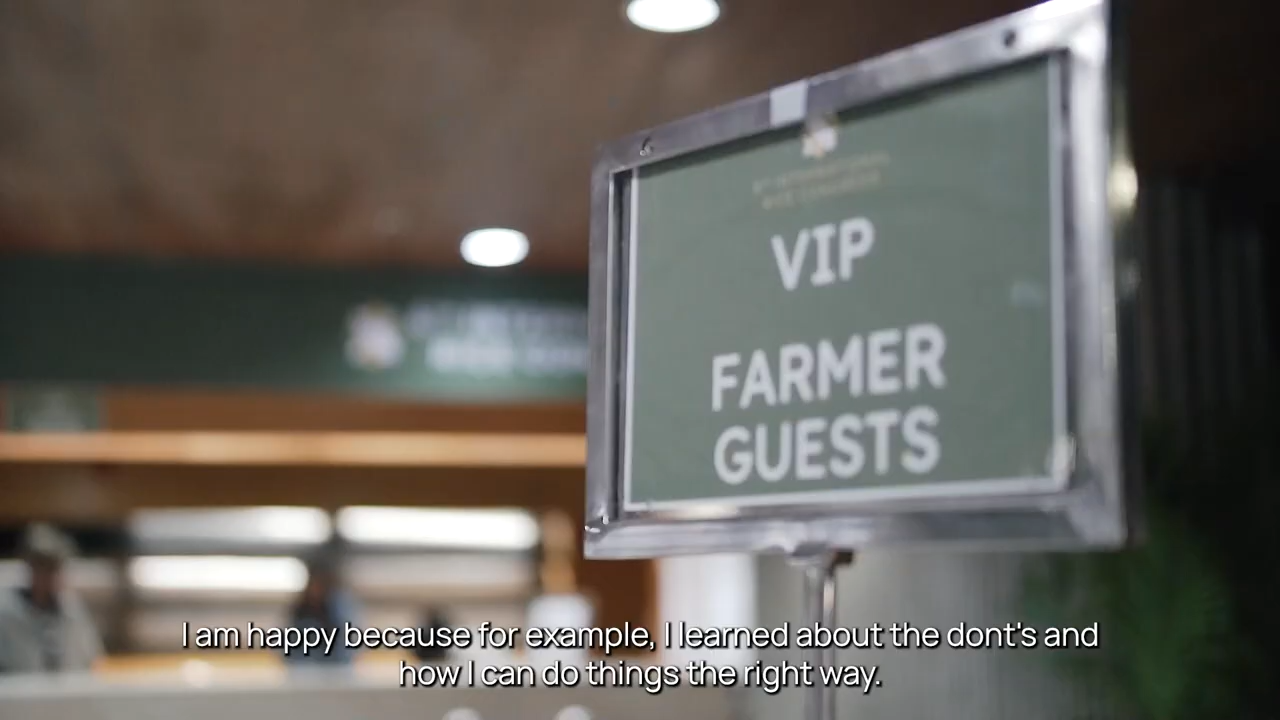 VIP
FARMER
GUESTS
I am happy because for example, I learned about the dont's and
how I can do things the right way.